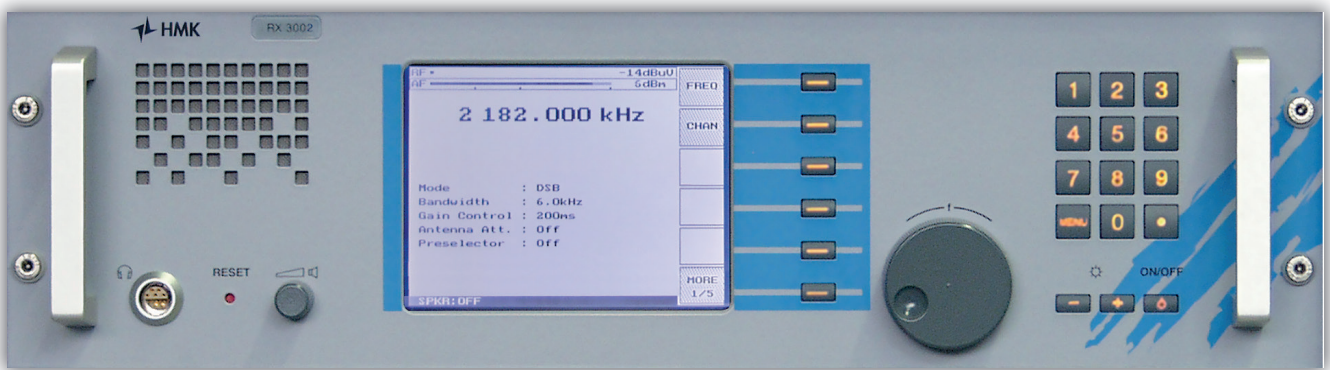 HMK
RX 3002
RF -14dBuV
AF 6dBm
FREQ
2 182.000 kHz
CHAN
Mode : DSB
Bandwidth : 6.0kHz
Gain Control : 200ms
Antenna Att. : Off
Preselector : Off
MORE
1/5
SPKR:OFF
RESET
f
1 2 3
4 5 6
7 8 9
MENU 0 •
ON/OFF
- +